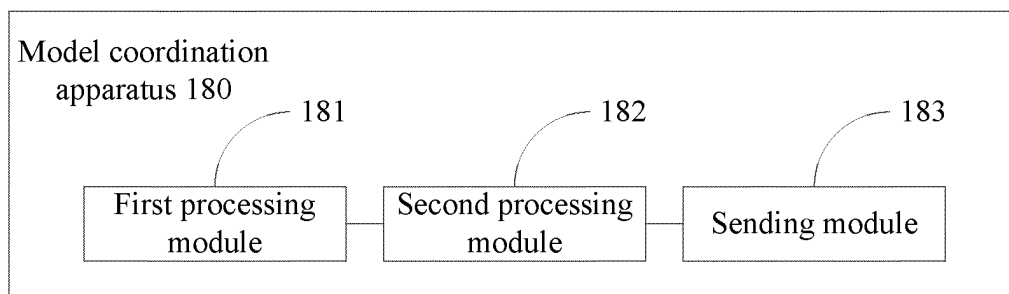 Model coordination
apparatus 180
181
182
183
First processing
module
Second processing
module
Sending module